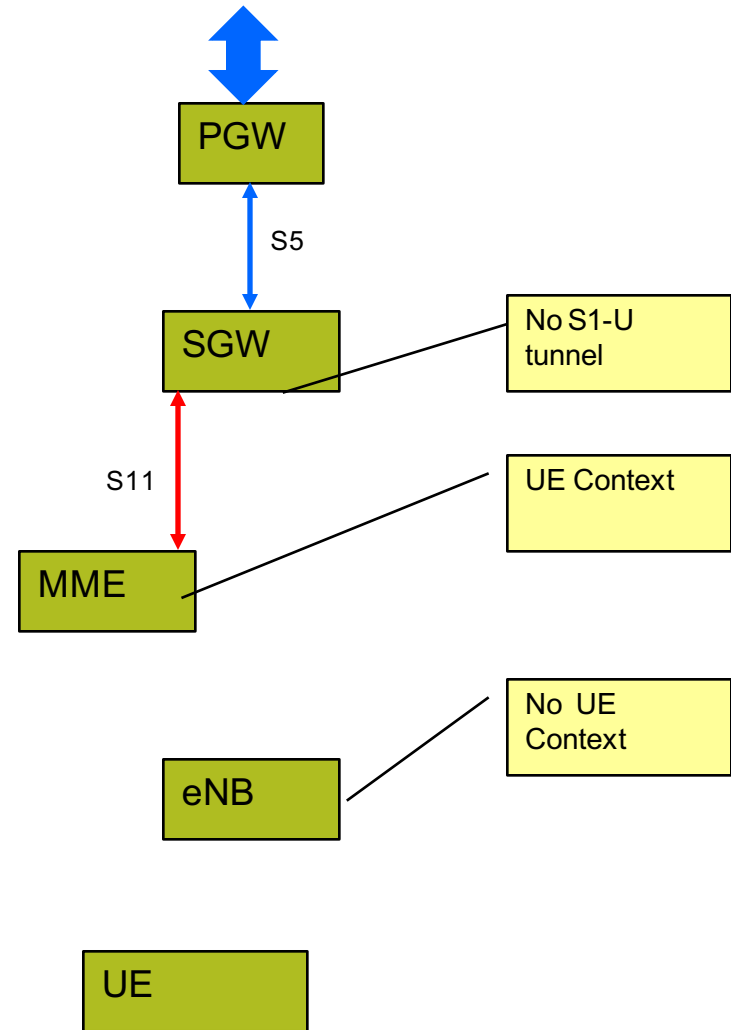 PGW
S5
SGW
No S1-U
tunnel
S11
UE Context
MME
No UE
Context
eNB
UE